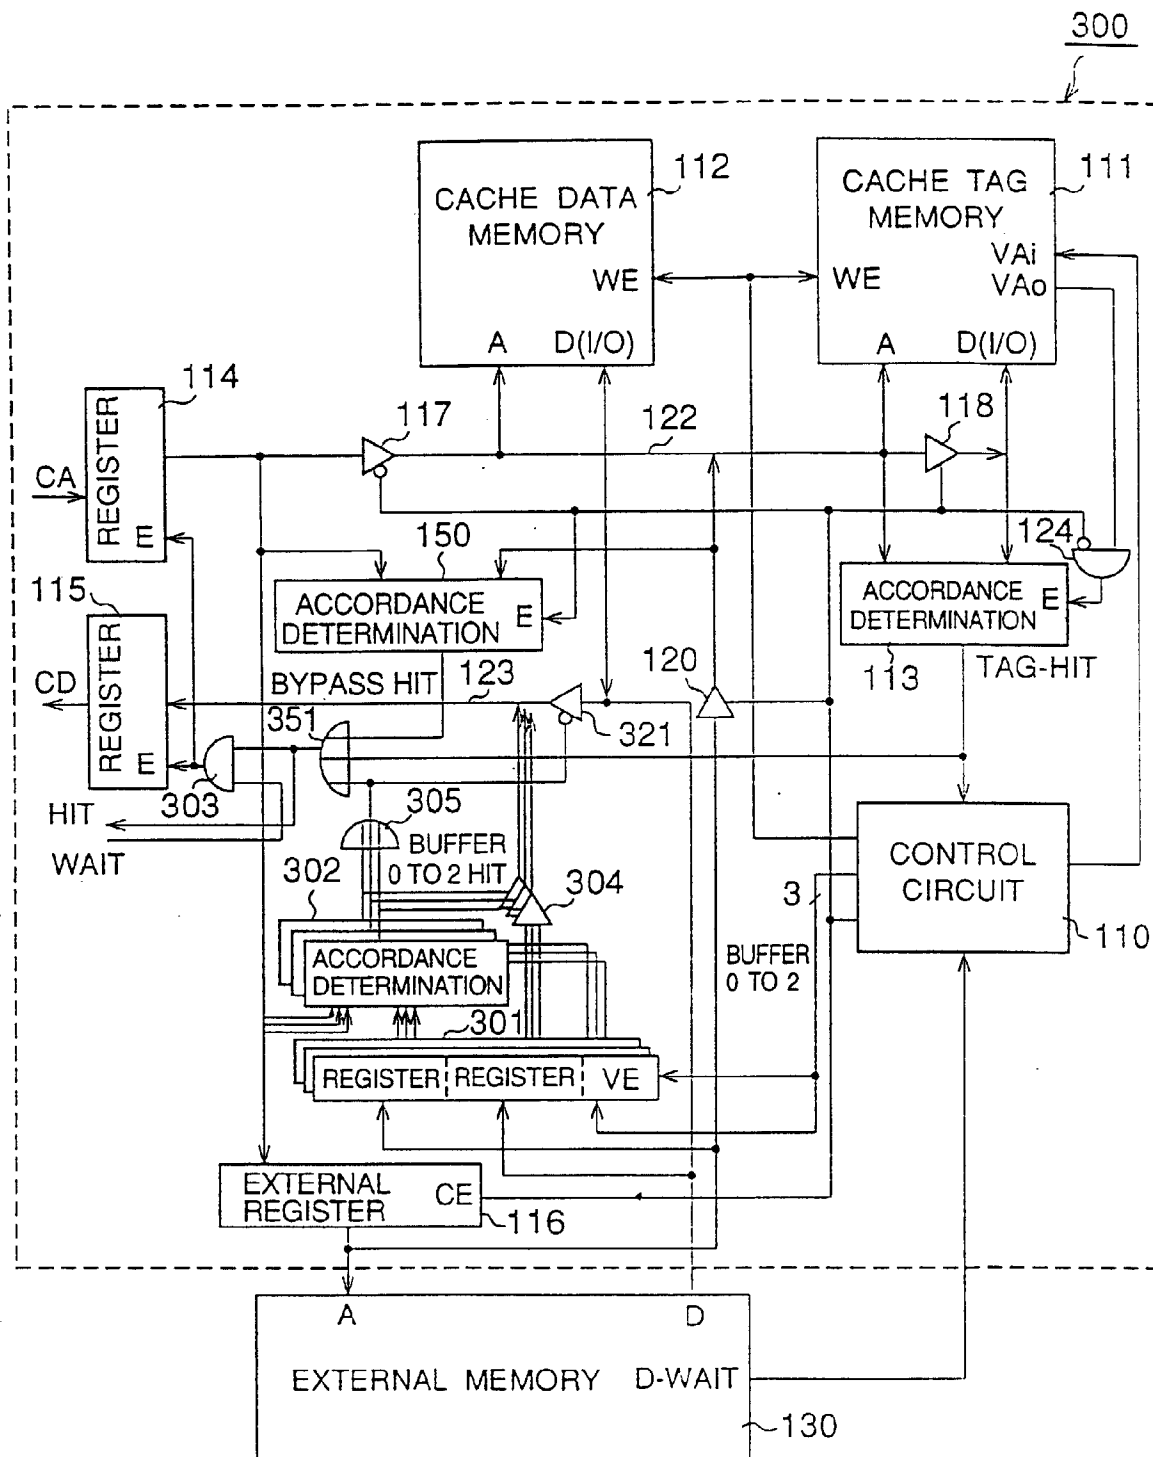 300
112
CACHE DATA
MEMORY
WE
A
D(I/O)
111
CACHE TAG
MEMORY
VAi
WE
VAo
A
D(I/O)
114
REGISTER
CA
E
117
122
118
124
150
ACCORDANCE
DETERMINATION
E
ACCORDANCE
DETERMINATION
E
113
TAG-HIT
115
REGISTER
CD
E
BYPASS HIT
123
120
321
351
303
HIT
WAIT
305
BUFFER
0 TO 2 HIT
302
304
ACCORDANCE
DETERMINATION
CONTROL
CIRCUIT
110
3
BUFFER
0 TO 2
301
REGISTER
REGISTER
VE
EXTERNAL
REGISTER
CE
116
A
D
EXTERNAL MEMORY
D-WAIT
130